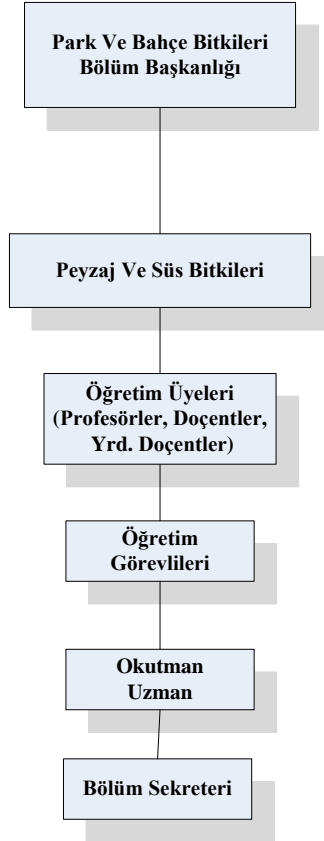 Park Ve Bahçe Bitkileri
Bölüm Başkanlığı
Peyzaj Ve Süs Bitkileri
Öğretim Üyeleri
(Profesörler, Doçentler,
Yrd. Doçentler)
Öğretim
Görevlileri
Okutman
Uzman
Bölüm Sekreteri